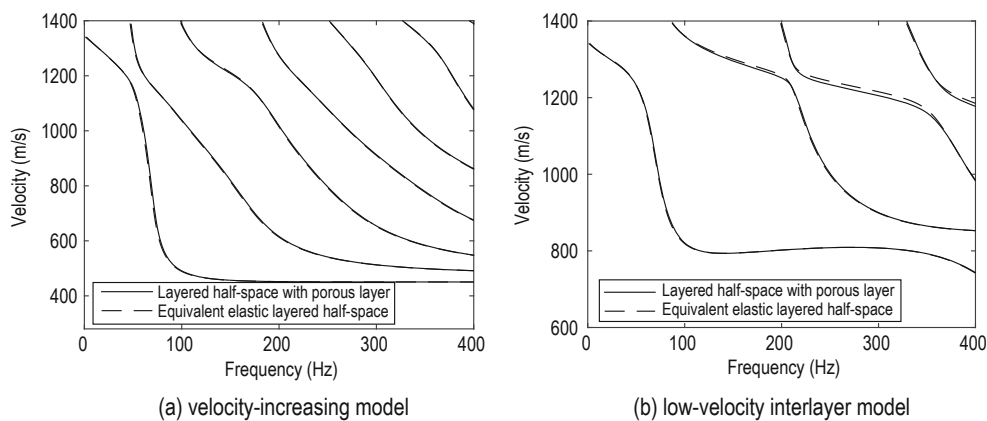 1400
1200
1000
800
600
400
Velocity (m/s)
Layered half-space with porous layer
Equivalent elastic layered half-space
0
100
200
300
400
Frequency (Hz)
(a) velocity-increasing model
1400
1200
1000
800
600
Velocity (m/s)
Layered half-space with porous layer
Equivalent elastic layered half-space
0
100
200
300
400
Frequency (Hz)
(b) low-velocity interlayer model